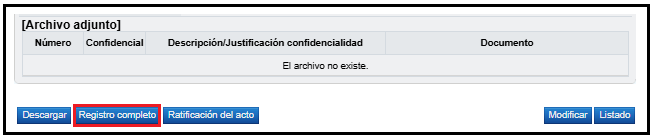 [Archivo adjunto]
Número Confidencial Descripción/Justificación confidencialidad Documento
El archivo no existe.
Descargar Registro completo Ratificación del acto Modificar Listado